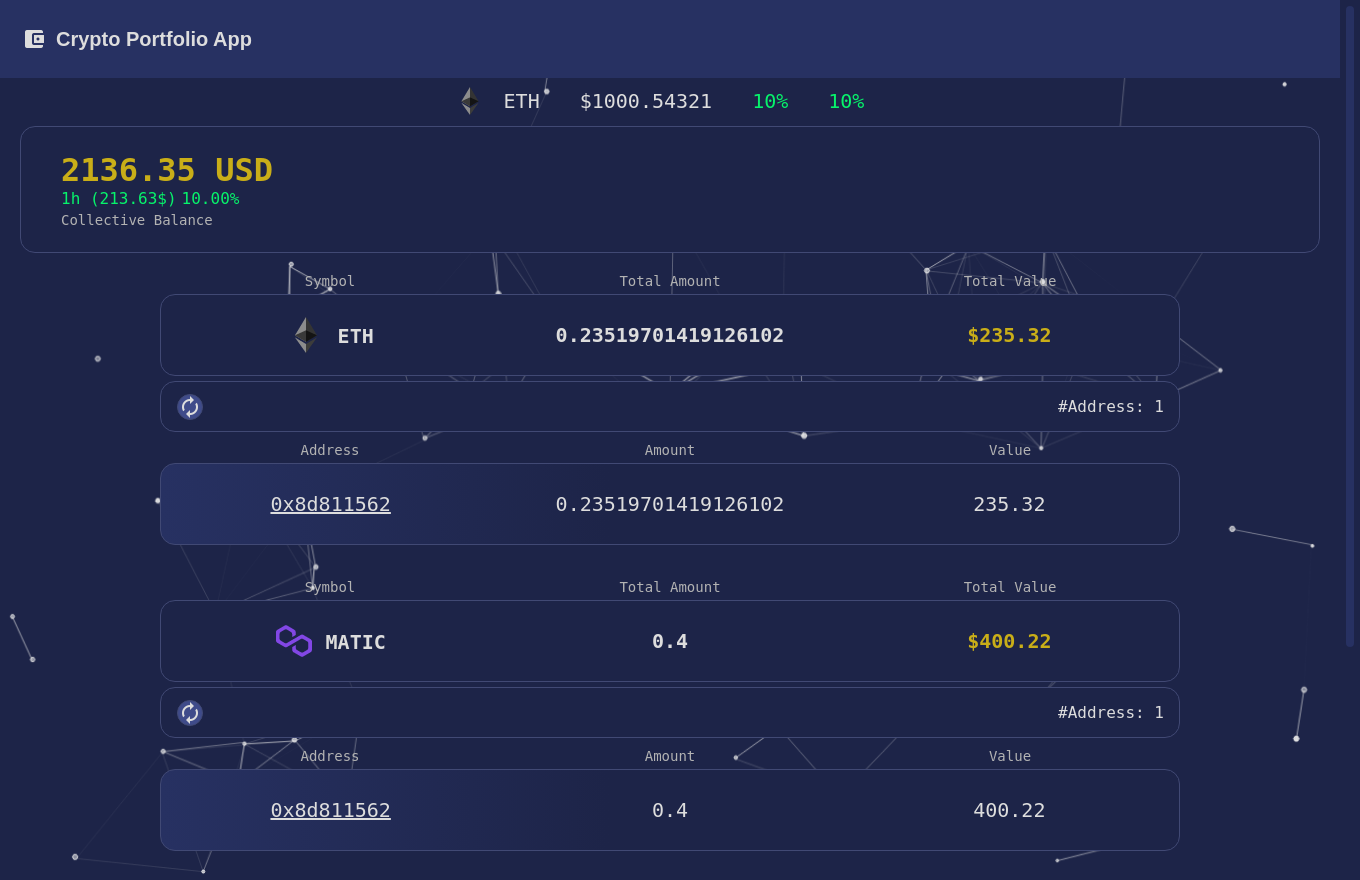 Crypto Portfolio App
ETH $1000.54321 10% 10%
2136.35 USD
1h (213.63$) 10.00%
Collective Balance
Symbol Total Amount Total Value
ETH 0.23519701419126102 $235.32
#Address: 1
Address Amount Value
0x8d811562 0.23519701419126102 235.32
Symbol Total Amount Total Value
MATIC 0.4 $400.22
#Address: 1
Address Amount Value
0x8d811562 0.4 400.22